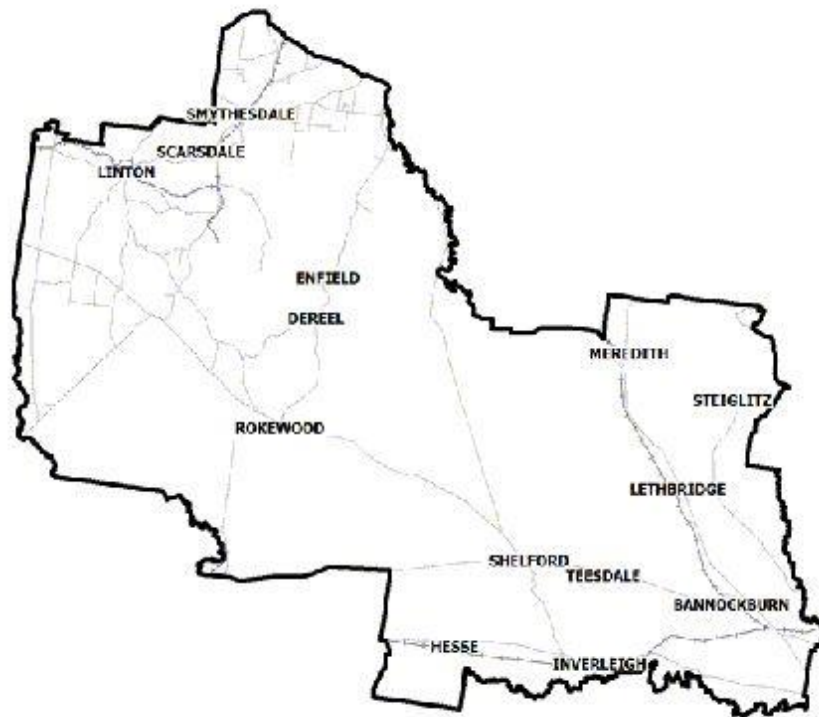 SMYTHESDALE
SCARSDALE
LINTON
ENFIELD
DEREEL
MEREDITH
STEIGLITZ
ROKEWOOD
LETHBRIDGE
SHELFORD
TEESDALE
BANNOCKBURN
HESSE
INVERLEIGH